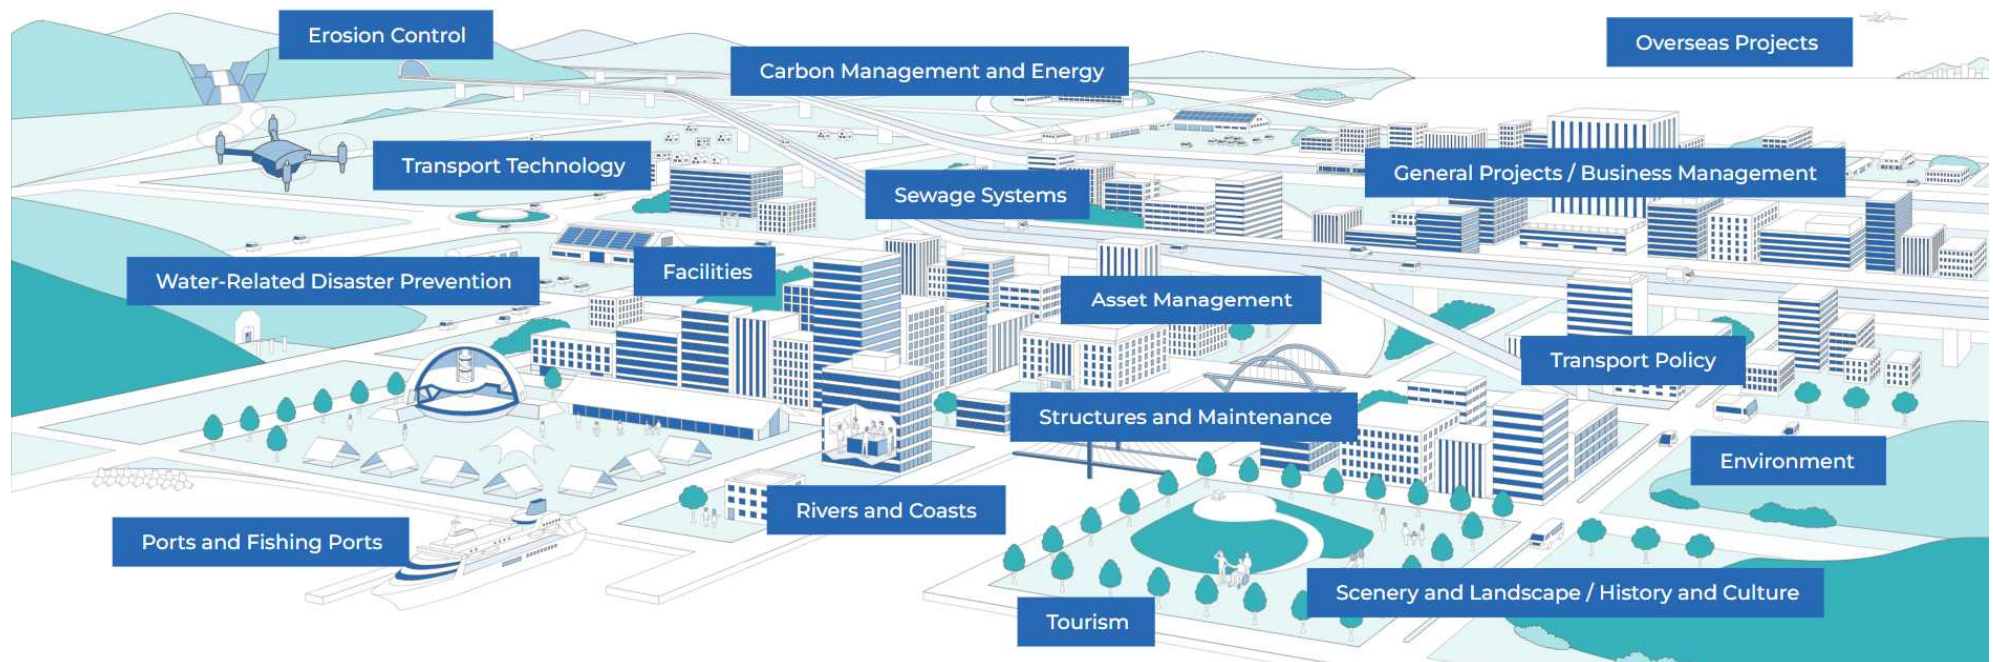 Erosion Control
Overseas Projects
Carbon Management and Energy
Transport Technology
General Projects / Business Management
Sewage Systems
Water-Related Disaster Prevention
Facilities
Asset Management
Transport Policy
Structures and Maintenance
Environment
Rivers and Coasts
Ports and Fishing Ports
Scenery and Landscape / History and Culture
Tourism